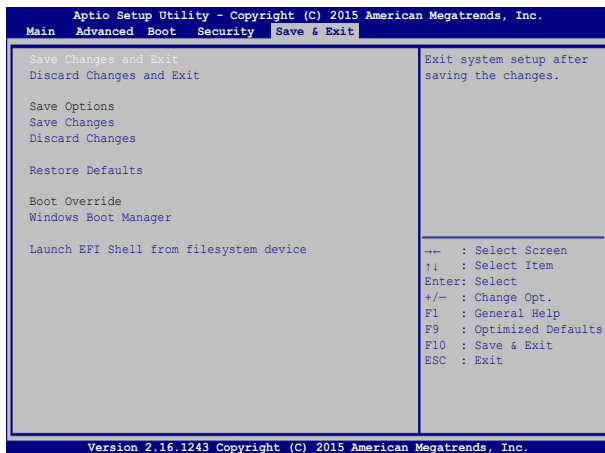 Aptio Setup Utility - Copyright (C) 2015 American Megatrends, Inc.
Main Advanced Boot Security Save & Exit
Save Changes and Exit
Discard Changes and Exit
Save Options
Save Changes
Discard Changes
Restore Defaults
Boot Override
Windows Boot Manager
Launch EFI Shell from filesystem device
Exit system setup after
saving the changes.
→← : Select Screen
↑↓ : Select Item
Enter: Select
+/— : Change Opt.
F1 : General Help
F9 : Optimized Defaults
F10 : Save & Exit
ESC : Exit
Version 2.16.1243 Copyright (C) 2015 American Megatrends, Inc.